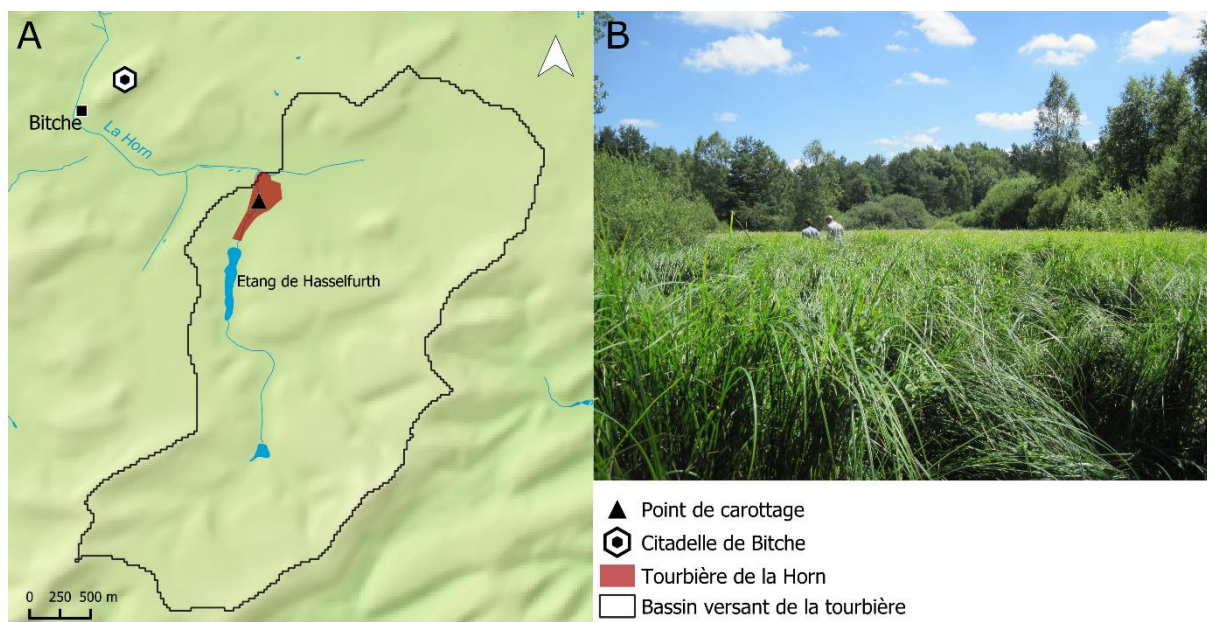 A
Bitche
La Horn
Etang de Hasselfurth
0 250 500 m
B
Point de carottage
Citadelle de Bitche
Tourbière de la Horn
Bassin versant de la tourbière